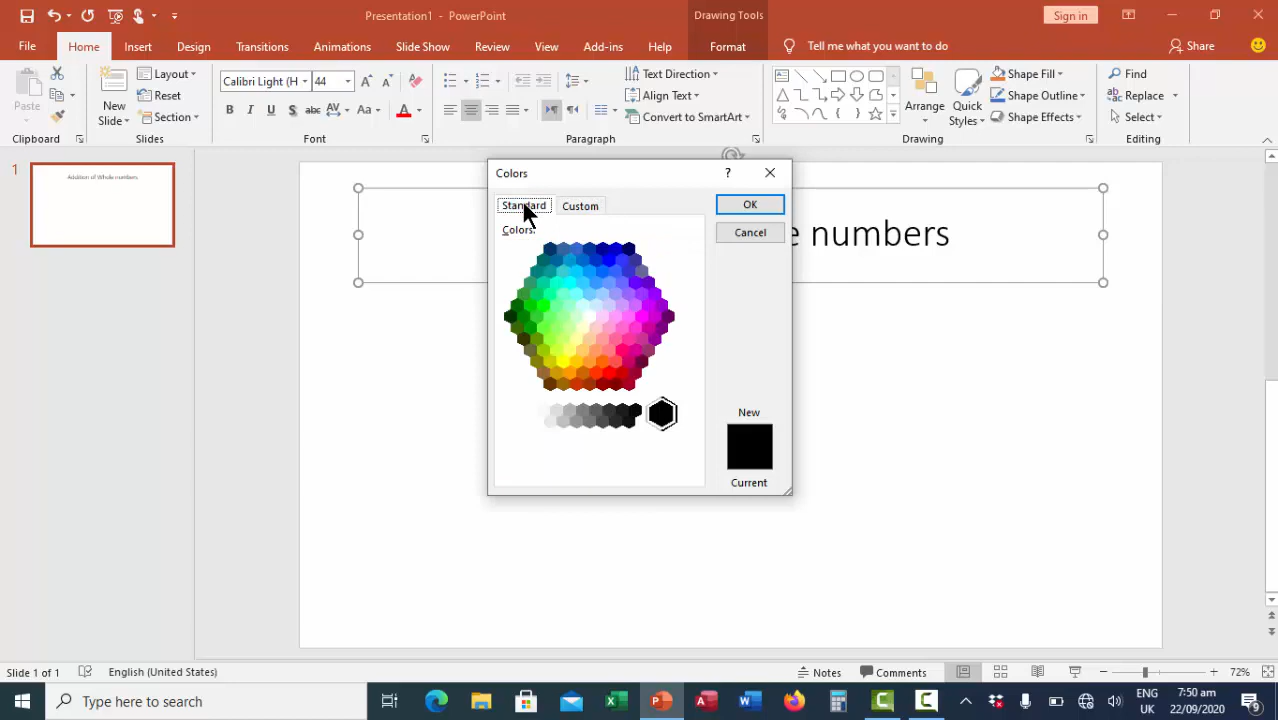 Presentation1 - PowerPoint
Drawing Tools
Sign in
File
Home
Insert
Design
Transitions
Animations
Slide Show
Review
View
Add-ins
Help
Format
Tell me what you want to do
Share
Paste
New
Slide
Layout
Reset
Section
Calibri Light (H
44
B
I
U
S
abc
AV
Aa
A
Text Direction
Align Text
Convert to SmartArt
Arrange
Quick
Styles
Shape Fill
Shape Outline
Shape Effects
Find
Replace
Select
Clipboard
Slides
Font
Paragraph
Drawing
Editing
1
Addition of Whole numbers
Colors
?
Standard
Custom
Colors:
OK
Cancel
New
Current
e numbers
Slide 1 of 1
English (United States)
Notes
Comments
72%
Type here to search
ENG
UK
7:50 am
22/09/2020
9